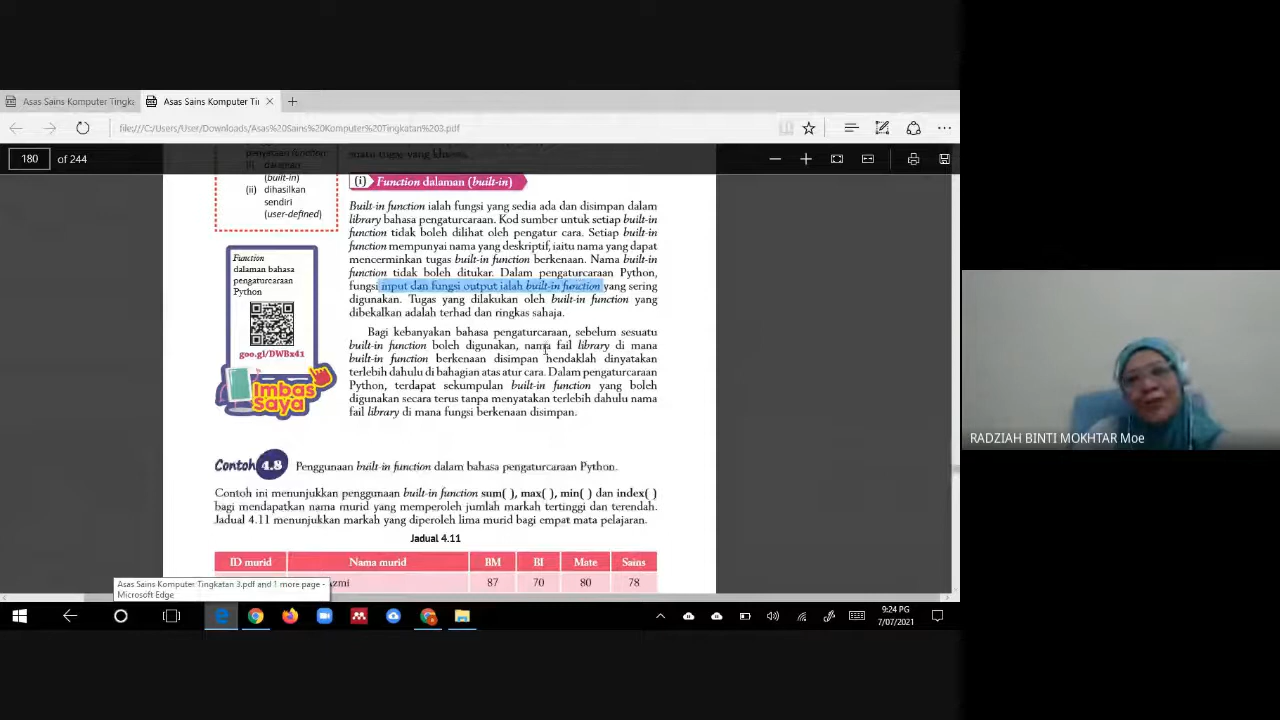 Asas Sains Komputer Tingka
Asas Sains Komputer Ti
file:///C:/Users/User/Downloads/Asas%20Sains%20Komputer%20Tingkatan%203.pdf
180 of 244
(i) dalaman
(built-in)
(ii) dihasilkan
sendiri
(user-defined)
Function
dalaman bahasa
pengaturcaraan
Python
goo.gl/DWBx41
Imbas
Saya
(i) Function dalaman (built-in)
Built-in function ialah fungsi yang sedia ada dan disimpan dalam
library bahasa pengaturcaraan. Kod sumber untuk setiap built-in
function tidak boleh dilihat oleh pengatur cara. Setiap built-in
function mempunyai nama yang deskriptif, iaitu nama yang dapat
mencerminkan tugas built-in function berkenaan. Nama built-in
function tidak boleh ditukar. Dalam pengaturcaraan Python,
fungsi input dan fungsi output ialah built-in function yang sering
digunakan. Tugas yang dilakukan oleh built-in function yang
dibekalkan adalah terhad dan ringkas sahaja.
Bagi kebanyakan bahasa pengaturcaraan, sebelum sesuatu
built-in function boleh digunakan, nama fail library di mana
built-in function berkenaan disimpan hendaklah dinyatakan
terlebih dahulu di bahagian atas atur cara. Dalam pengaturcaraan
Python, terdapat sekumpulan built-in function yang boleh
digunakan secara terus tanpa menyatakan terlebih dahulu nama
fail library di mana fungsi berkenaan disimpan.
Contoh 4.8 Penggunaan built-in function dalam bahasa pengaturcaraan Python.
Contoh ini menunjukkan penggunaan built-in function sum( ), max( ), min( ) dan index( )
bagi mendapatkan nama murid yang memperoleh jumlah markah tertinggi dan terendah.
Jadual 4.11 menunjukkan markah yang diperoleh lima murid bagi empat mata pelajaran.
Jadual 4.11
ID murid Nama murid BM BI Mate Sains
Azmi 87 70 80 78
Asas Sains Komputer Tingkatan 3.pdf and 1 more page -
Microsoft Edge
RADZIAH BINTI MOKHTAR Moe
9:24 PG
7/07/2021